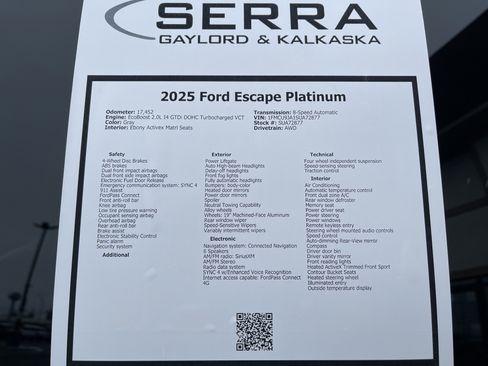 SERRA
GAYLORD & KALKASKA
2025 Ford Escape Platinum
Odometer: 17,452
Engine: EcoBoost 2.0L I4 GTDi DOHC Turbocharged VCT
Color: Gray
Interior: Ebony Activex Matrl Seats
Transmission: 8-Speed Automatic
VIN: 1FMCU9JA1SUA72877
Stock #: SUA72877
Drivetrain: AWD
Safety
4-Wheel Disc Brakes
ABS brakes
Dual front impact airbags
Dual front side impact airbags
Electronic Fuel Door Release
Emergency communication system: SYNC 4
911 Assist
FordPass Connect
Front anti-roll bar
Knee airbag
Low tire pressure warning
Occupant sensing airbag
Overhead airbag
Rear anti-roll bar
Brake assist
Electronic Stability Control
Panic alarm
Security system
Additional
Exterior
Power Liftgate
Auto High-beam Headlights
Delay-off headlights
Front fog lights
Fully automatic headlights
Bumpers: body-color
Heated door mirrors
Power door mirrors
Spoiler
Neutral Towing Capability
Alloy wheels
Wheels: 19" Machined-Face Aluminum
Rear window wiper
Speed-Sensitive Wipers
Variably intermittent wipers
Electronic
Navigation system: Connected Navigation
8 Speakers
AM/FM radio: SiriusXM
AM/FM Stereo
Radio data system
SYNC 4 w/Enhanced Voice Recognition
Internet access capable: FordPass Connect
4G
Technical
Four wheel independent suspension
Speed-sensing steering
Traction control
Interior
Air Conditioning
Automatic temperature control
Front dual zone A/C
Rear window defroster
Memory seat
Power driver seat
Power steering
Power windows
Remote keyless entry
Steering wheel mounted audio controls
Speed control
Auto-dimming Rear-View mirror
Compass
Driver door bin
Driver vanity mirror
Front reading lights
Heated ActiveX Trimmed Front Sport
Contour Bucket Seats
Heated steering wheel
Illuminated entry
Outside temperature display